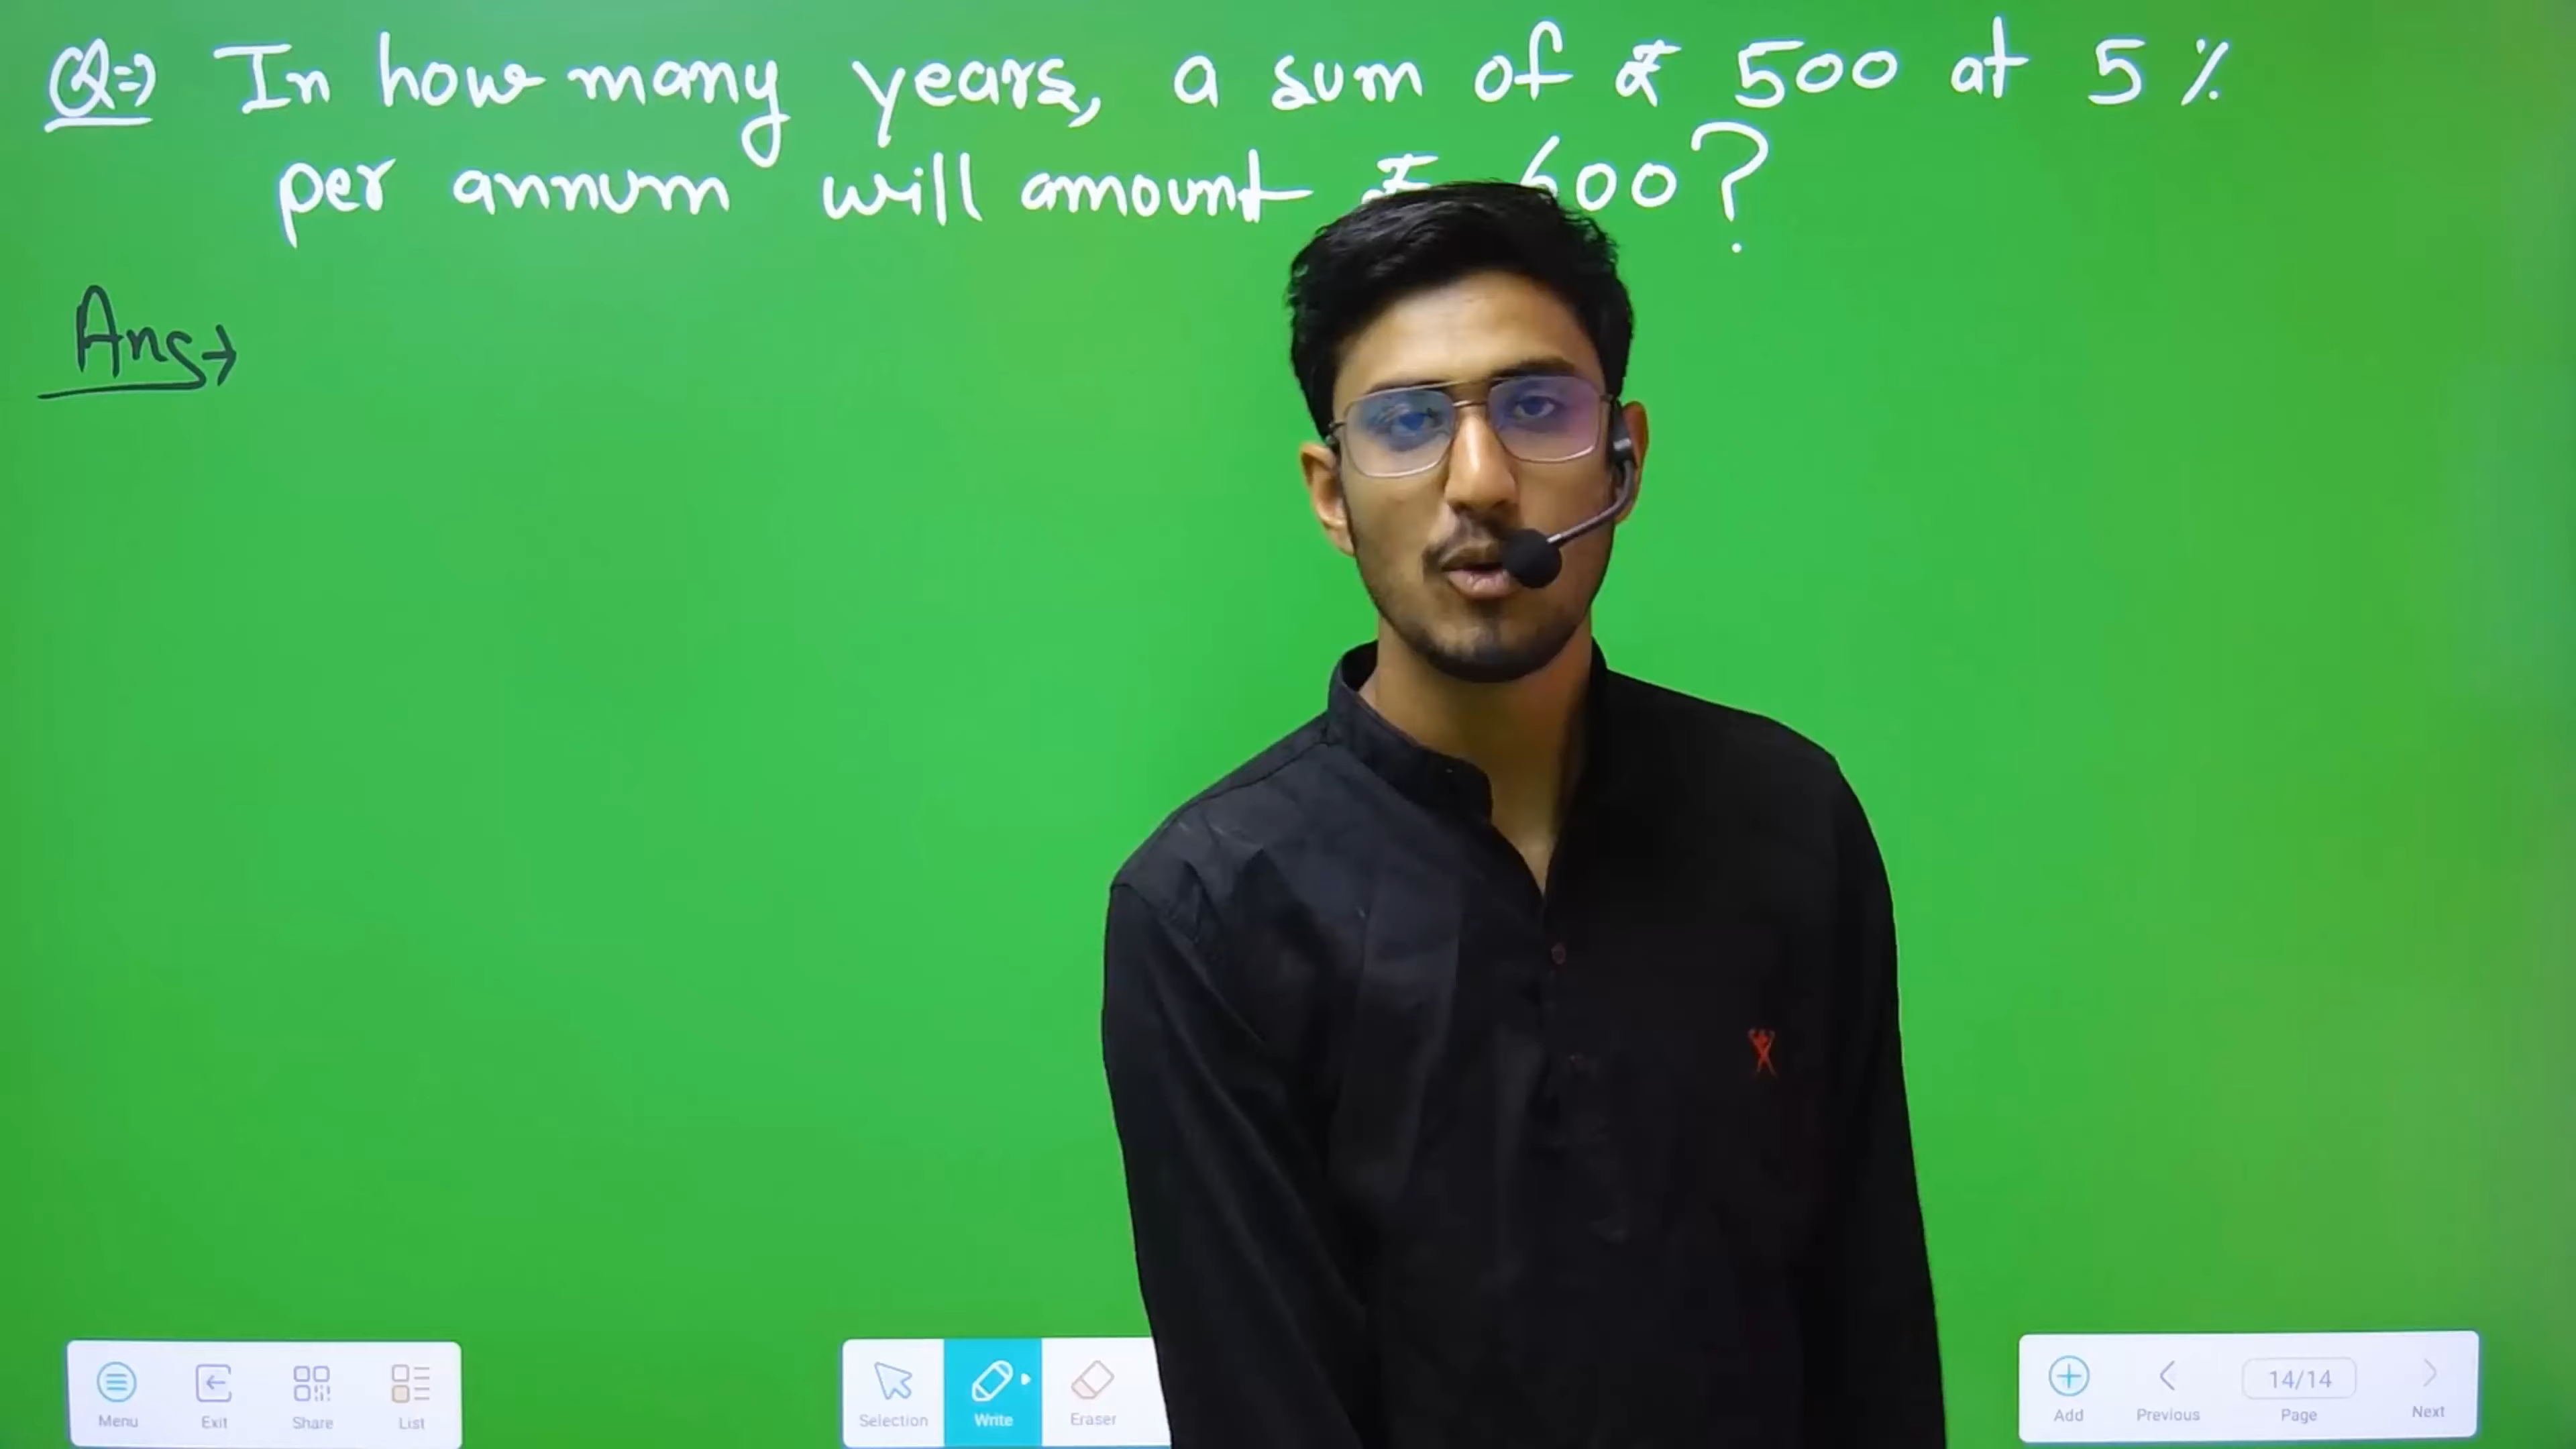 Q⇒ In how many years, a sum of ₹ 500 at 5 %
per annum will amount ₹ 600?
Ans→
Menu Exit Share List
Selection Write Eraser
Add Previous 14/14 Page Next